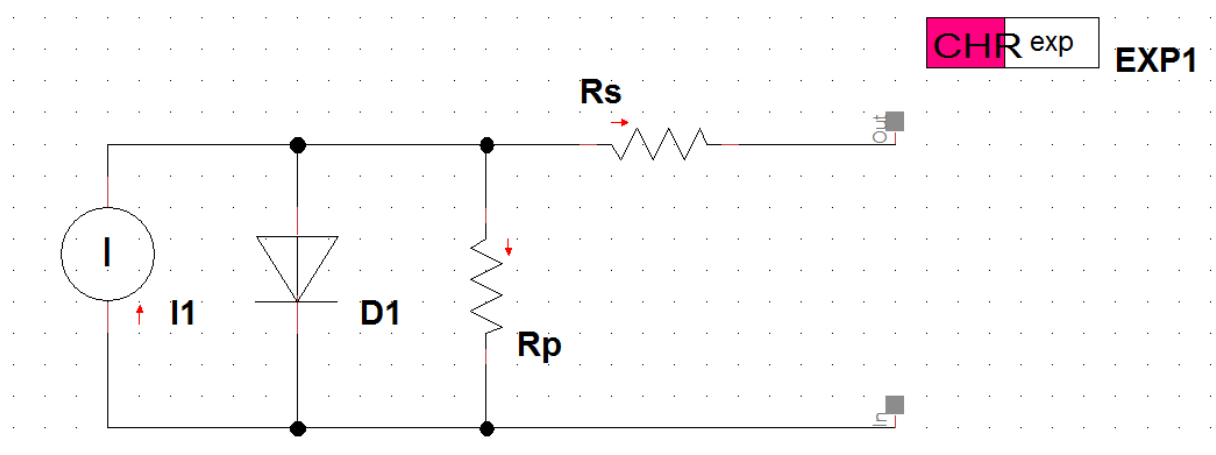 CHR exp
EXP1
Rs
Out
I
I1
D1
Rp
In